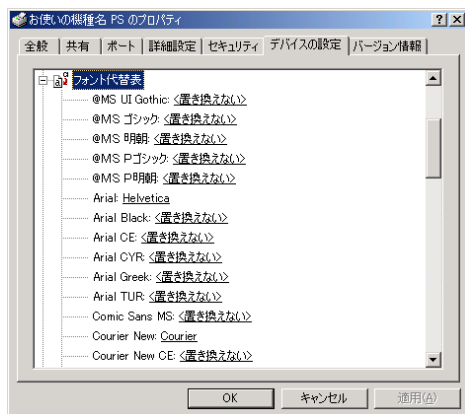 お使いの機種名 PS のプロパティ
全般 共有 ポート 詳細設定 セキュリティ デバイスの設定 バージョン情報
フォント代替表
@MS UI Gothic: <置き換えない>
@MS ゴシック: <置き換えない>
@MS 明朝: <置き換えない>
@MS Pゴシック: <置き換えない>
@MS P明朝: <置き換えない>
Arial: Helvetica
Arial Black: <置き換えない>
Arial CE: <置き換えない>
Arial CYR: <置き換えない>
Arial Greek: <置き換えない>
Arial TUR: <置き換えない>
Comic Sans MS: <置き換えない>
Courier New: Courier
Courier New CE: <置き換えない>
OK キャンセル 適用(A)